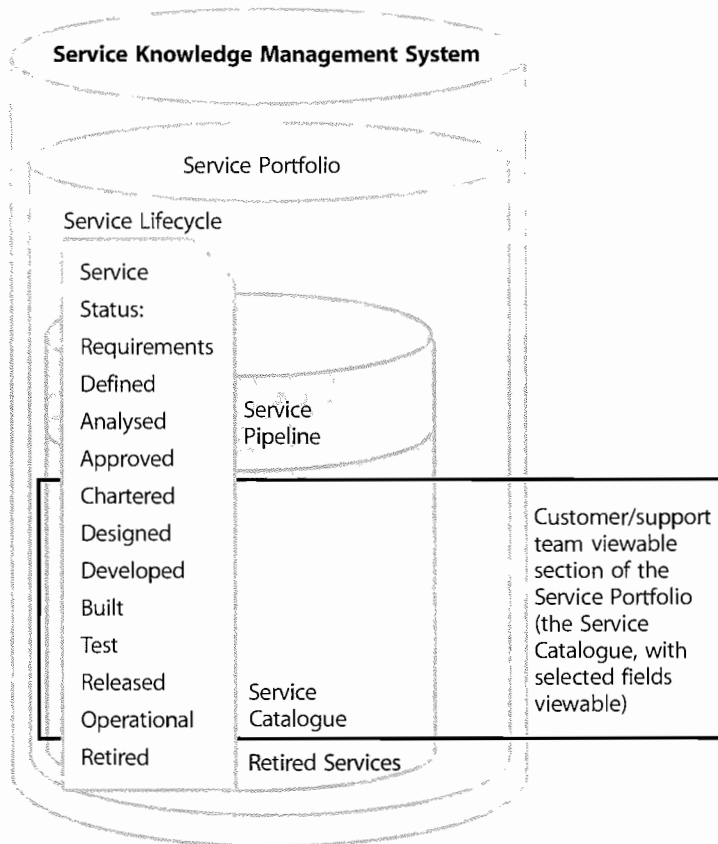 Service Knowledge Management System
Service Portfolio
Service Lifecycle
Service
Status:
Requirements
Defined
Analysed
Approved
Chartered
Designed
Developed
Built
Test
Released
Operational
Retired
Service
Pipeline
Service
Catalogue
Retired Services
Customer/support
team viewable
section of the
Service Portfolio
(the Service
Catalogue, with
selected fields
viewable)